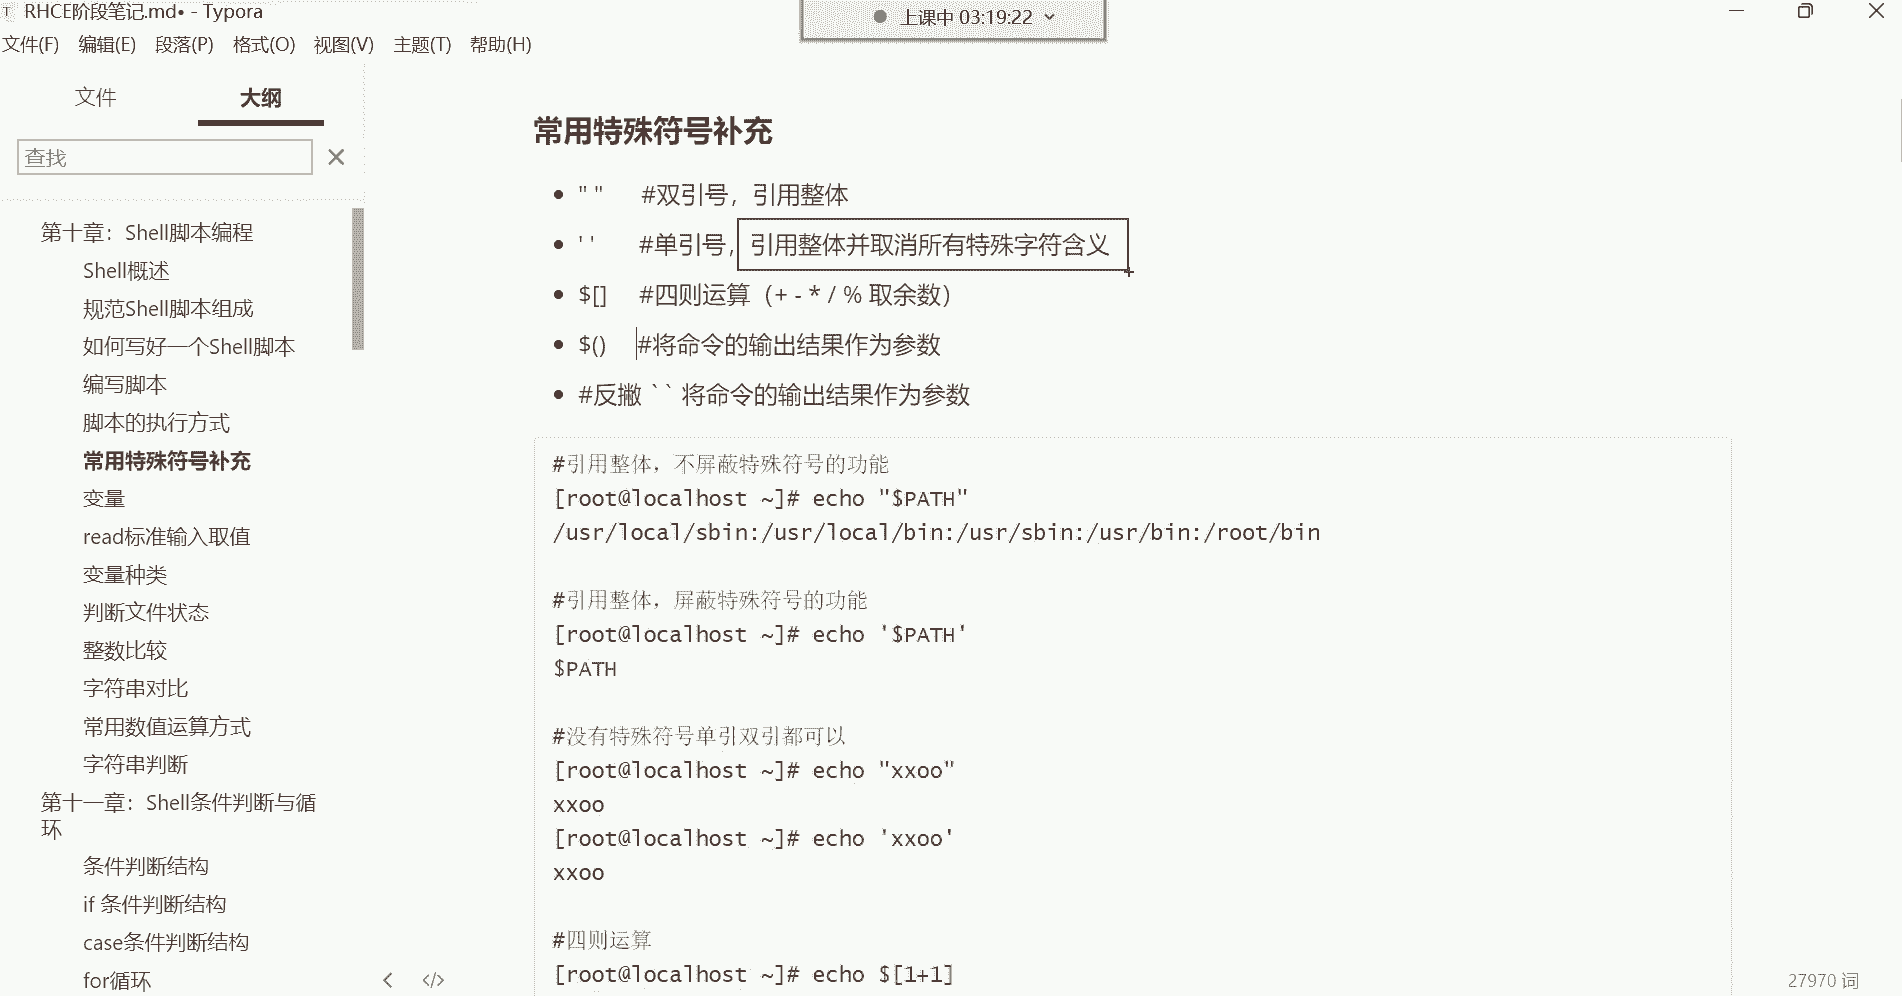 RHCE阶段笔记.md• - Typora
上课中 03:19:22
文件(F) 编辑(E) 段落(P) 格式(O) 视图(V) 主题(T) 帮助(H)
文件 大纲
查找
第十章：Shell脚本编程
Shell概述
规范Shell脚本组成
如何写好一个Shell脚本
编写脚本
脚本的执行方式
常用特殊符号补充
变量
read标准输入取值
变量种类
判断文件状态
整数比较
字符串对比
常用数值运算方式
字符串判断
第十一章：Shell条件判断与循
环
条件判断结构
if 条件判断结构
case条件判断结构
for循环
常用特殊符号补充
• " " #双引号，引用整体
• ' ' #单引号，引用整体并取消所有特殊字符含义
• $[] #四则运算（+ - * / % 取余数）
• $() #将命令的输出结果作为参数
• #反撇 ` ` 将命令的输出结果作为参数
#引用整体，不屏蔽特殊符号的功能
[root@localhost ~]# echo "$PATH"
/usr/local/sbin:/usr/local/bin:/usr/sbin:/usr/bin:/root/bin
#引用整体，屏蔽特殊符号的功能
[root@localhost ~]# echo '$PATH'
$PATH
#没有特殊符号单引双引都可以
[root@localhost ~]# echo "xxoo"
xxoo
[root@localhost ~]# echo 'xxoo'
xxoo
#四则运算
[root@localhost ~]# echo $[1+1]
27970 词